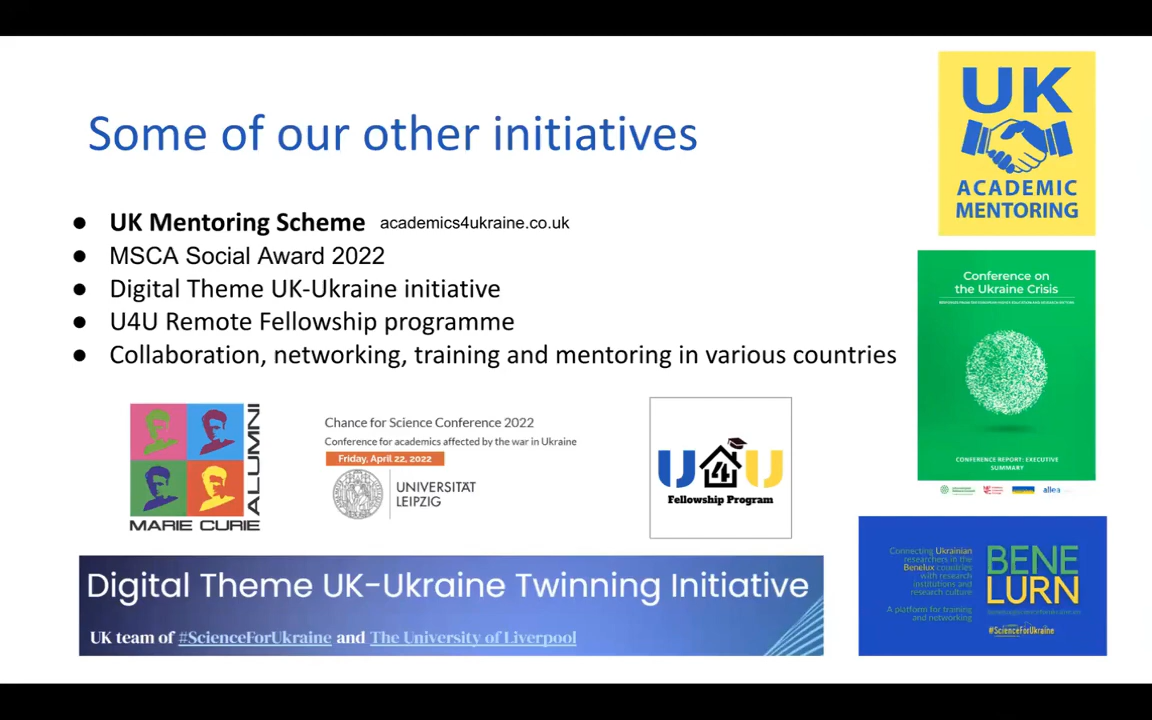 Some of our other initiatives
● UK Mentoring Scheme academics4ukraine.co.uk
● MSCA Social Award 2022
● Digital Theme UK-Ukraine initiative
● U4U Remote Fellowship programme
● Collaboration, networking, training and mentoring in various countries
UK
ACADEMIC
MENTORING
Conference on
the Ukraine Crisis
CONFERENCE REPORT: EXECUTIVE
SUMMARY
allea
MARIE CURIE
ALUMNI
Chance for Science Conference 2022
Conference for academics affected by the war in Ukraine
Friday, April 22, 2022
UNIVERSITÄT
LEIPZIG
U4U
Fellowship Program
Digital Theme UK-Ukraine Twinning Initiative
UK team of #ScienceForUkraine and The University of Liverpool
Connecting Ukrainian
researchers in the
Benelux countries
with research
institutions and
research culture
A platform for training
and networking
BENE
LURN
#ScienceForUkraine